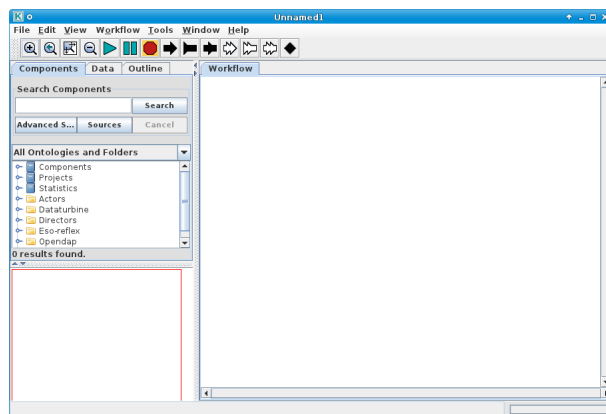 Unnamed1
File Edit View Workflow Tools Window Help
Components Data Outline
Workflow
Search Components
Search
Advanced S... Sources Cancel
All Ontologies and Folders
Components
Projects
Statistics
Actors
Dataturbine
Directors
Eso-reflex
Opendap
0 results found.